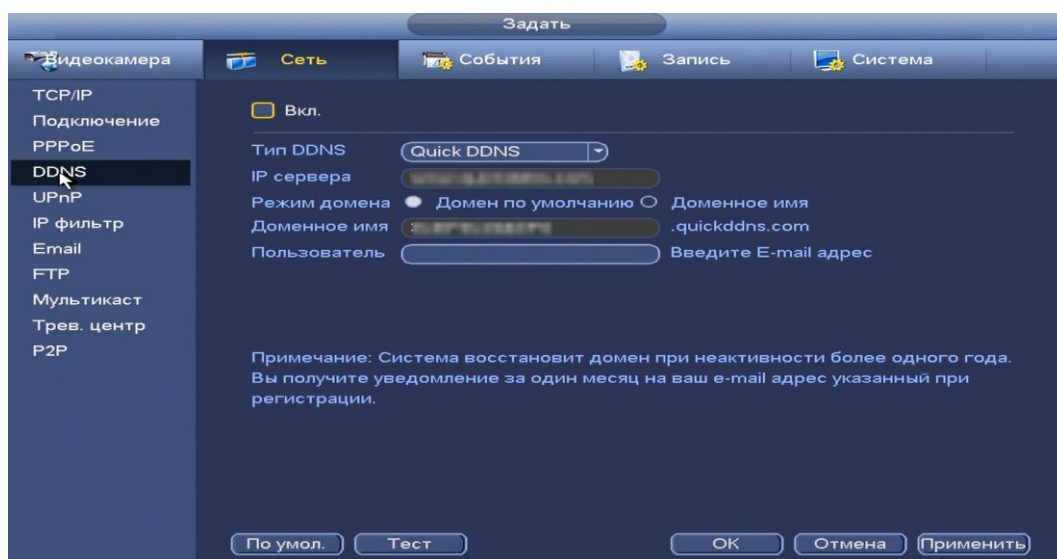 Задать
Видеокамера Сеть События Запись Система
TCP/IP
Подключение
PPPoE
DDNS
UPnP
IP фильтр
Email
FTP
Мультикаст
Трев. центр
P2P
Вкл.
Тип DDNS Quick DDNS
IP сервера
Режим домена Домен по умолчанию Доменное имя
Доменное имя .quickddns.com
Пользователь Введите E-mail адрес
Примечание: Система восстановит домен при неактивности более одного года.
Вы получите уведомление за один месяц на ваш e-mail адрес указанный при
регистрации.
По умол. Тест OK Отмена Применить